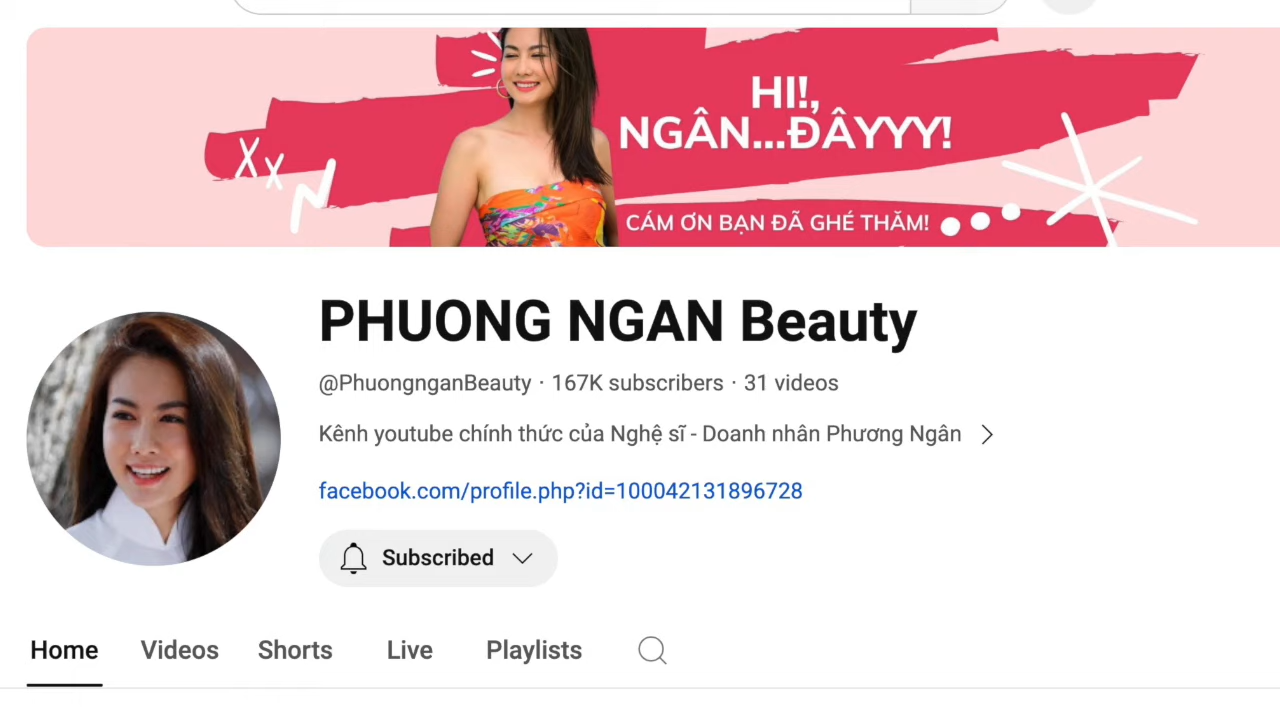 HI!,
NGÂN...ĐÂYYY!
CÁM ƠN BẠN ĐÃ GHÉ THĂM!
PHUONG NGAN Beauty
@PhuongnganBeauty · 167K subscribers · 31 videos
Kênh youtube chính thức của Nghệ sĩ - Doanh nhân Phương Ngân
facebook.com/profile.php?id=100042131896728
Subscribed
Home Videos Shorts Live Playlists